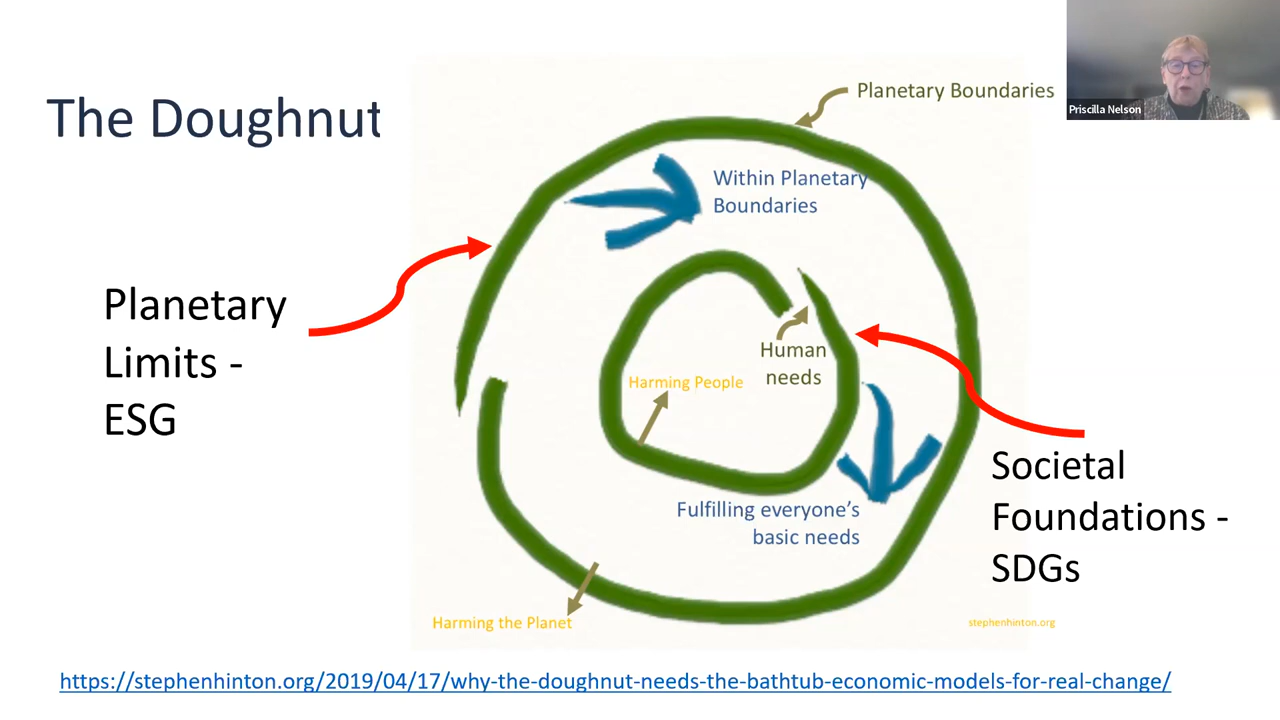 The Doughnut
Planetary Boundaries
Priscilla Nelson
Within Planetary
Boundaries
Planetary
Limits -
ESG
Human
needs
Harming People
Societal
Foundations -
SDGs
Fulfilling everyone’s
basic needs
Harming the Planet
stephenhinton.org
https://stephenhinton.org/2019/04/17/why-the-doughnut-needs-the-bathtub-economic-models-for-real-change/